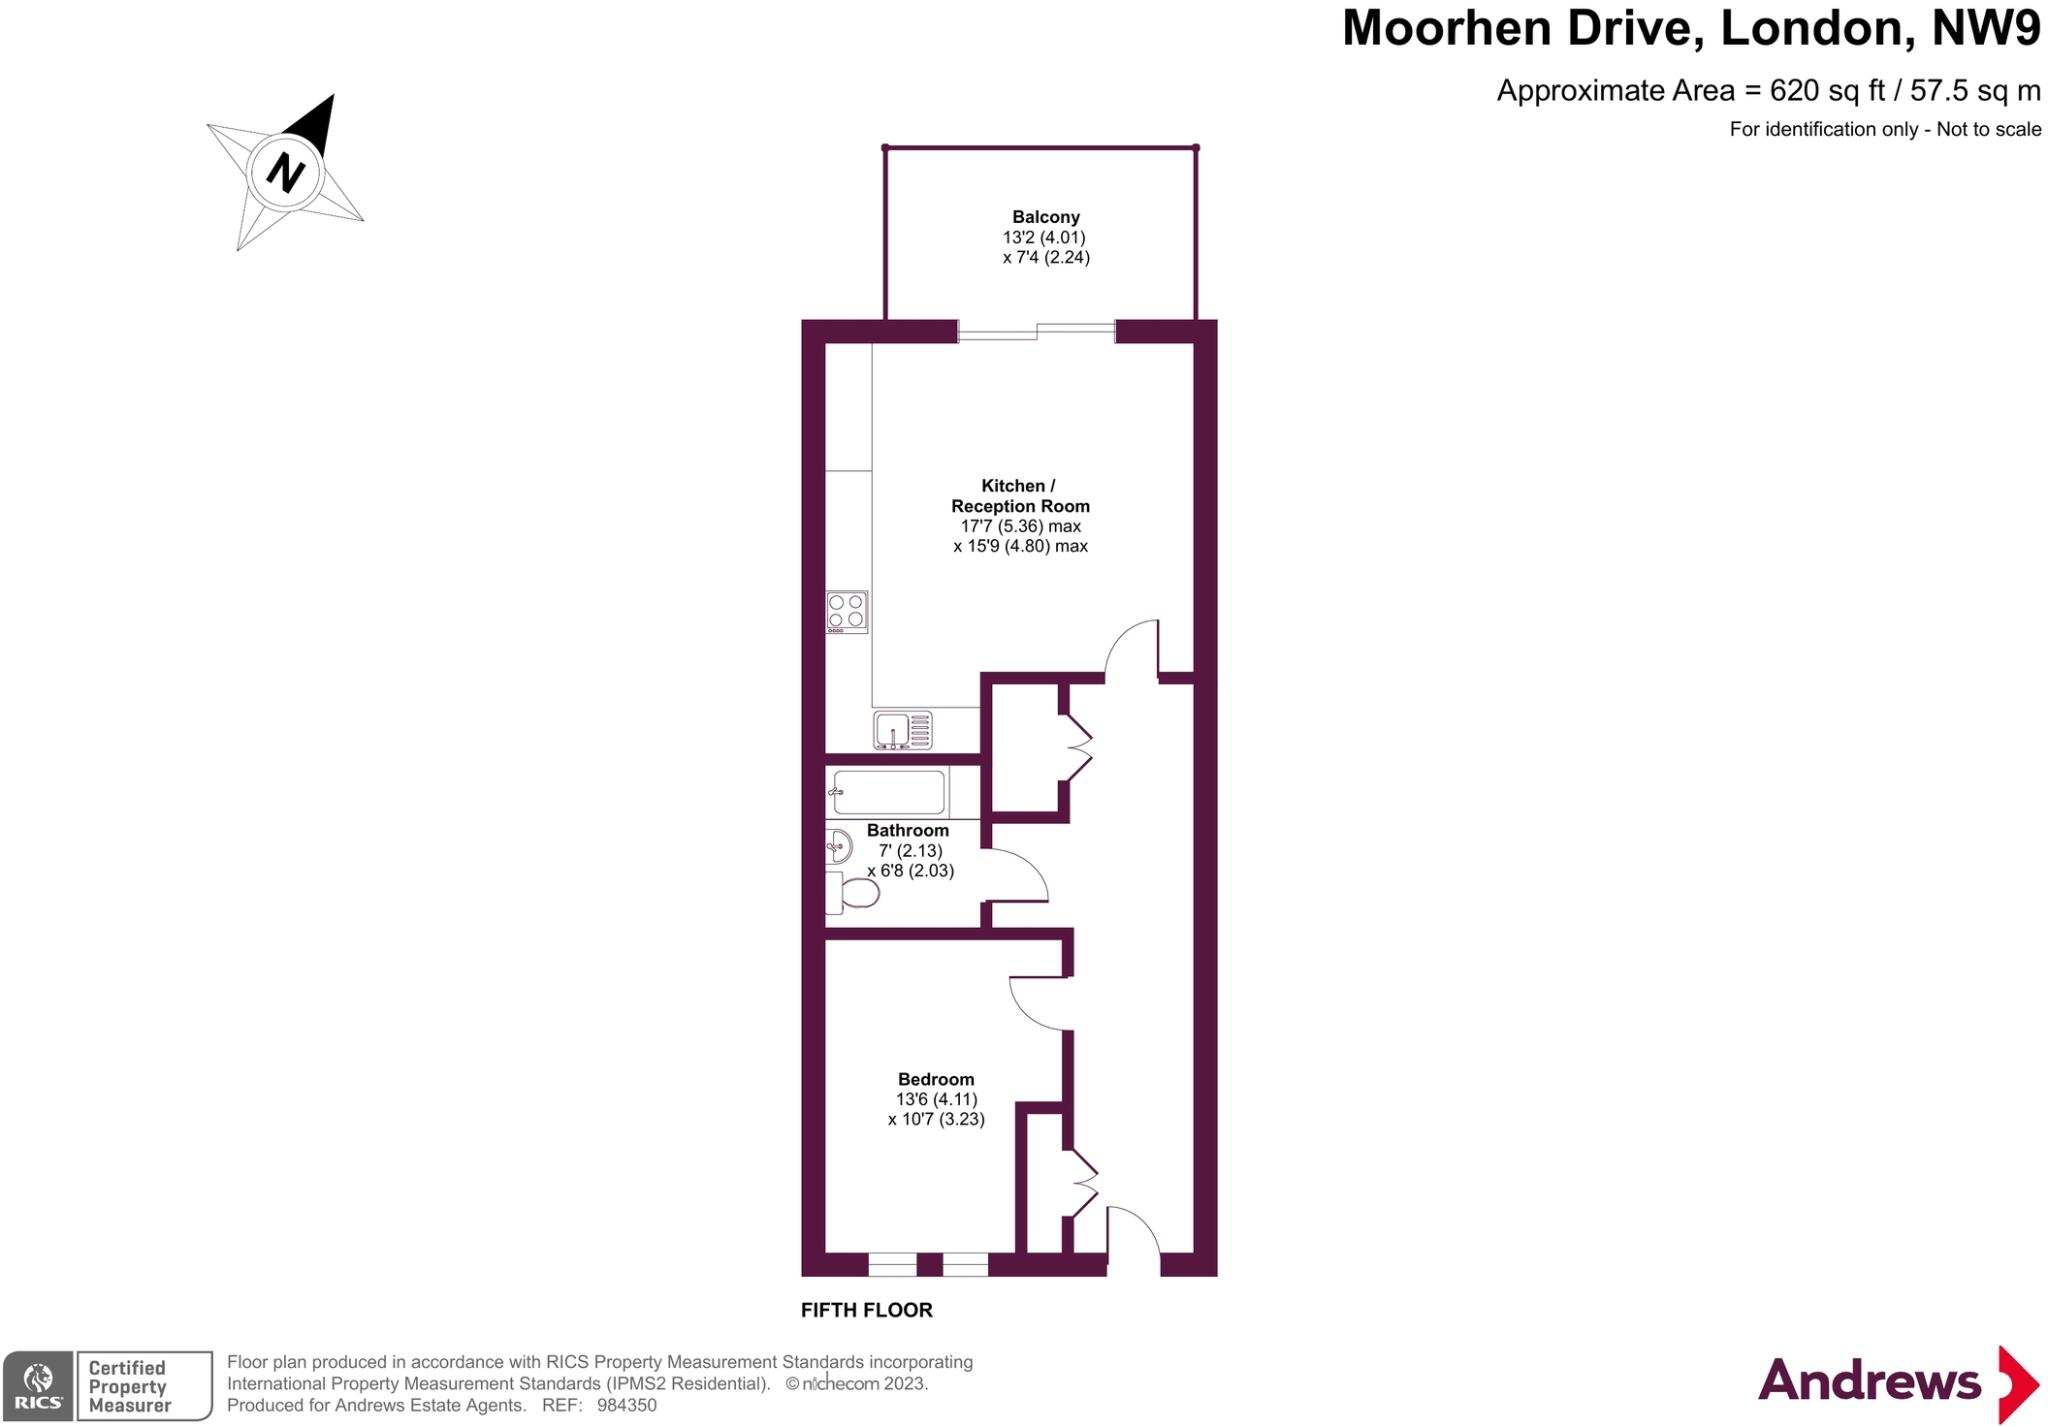 Moorhen Drive, London, NW9
Approximate Area = 620 sq ft / 57.5 sq m
For identification only - Not to scale
N
Balcony
13'2 (4.01)
x 7'4 (2.24)
Kitchen /
Reception Room
17'7 (5.36) max
x 15'9 (4.80) max
Bathroom
7' (2.13)
x 6'8 (2.03)
Bedroom
13'6 (4.11)
x 10'7 (3.23)
FIFTH FLOOR
RICS
Certified
Property
Measurer
Floor plan produced in accordance with RICS Property Measurement Standards incorporating
International Property Measurement Standards (IPMS2 Residential). © nichecom 2023.
Produced for Andrews Estate Agents. REF: 984350
Andrews